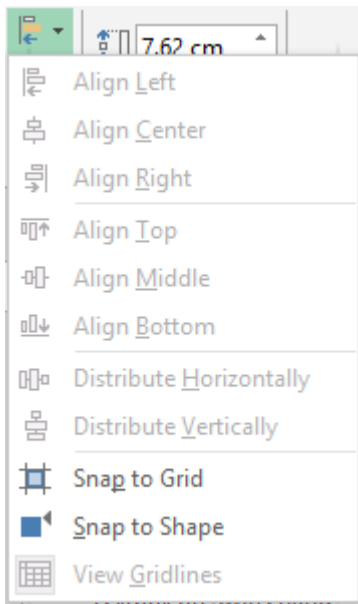 7.62 cm
Align Left
Align Center
Align Right
Align Top
Align Middle
Align Bottom
Distribute Horizontally
Distribute Vertically
Snap to Grid
Snap to Shape
View Gridlines